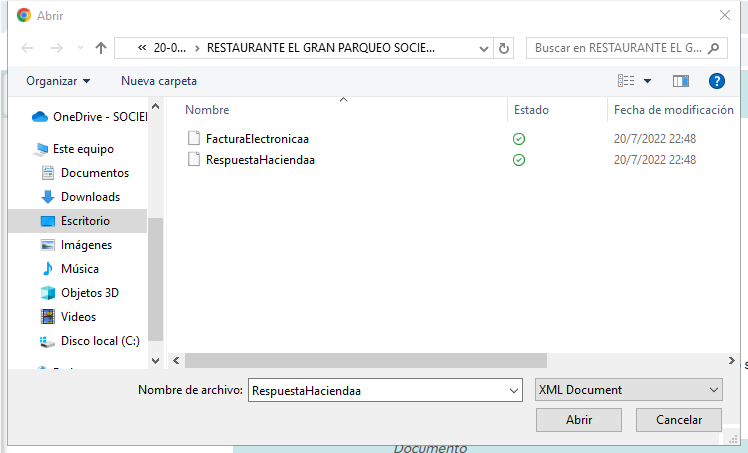 Abrir
« 20-0... > RESTAURANTE EL GRAN PARQUEO SOCIE...
Buscar en RESTAURANTE EL G...
Organizar
Nueva carpeta
?
Nombre
Estado
Fecha de modificación
OneDrive - SOCIE
Este equipo
Documentos
Downloads
Escritorio
Imágenes
Música
Objetos 3D
Videos
Disco local (C:)
FacturaElectronicaa
20/7/2022 22:48
RespuestaHaciendaa
20/7/2022 22:48
Nombre de archivo:
RespuestaHaciendaa
XML Document
Abrir
Cancelar
Documento